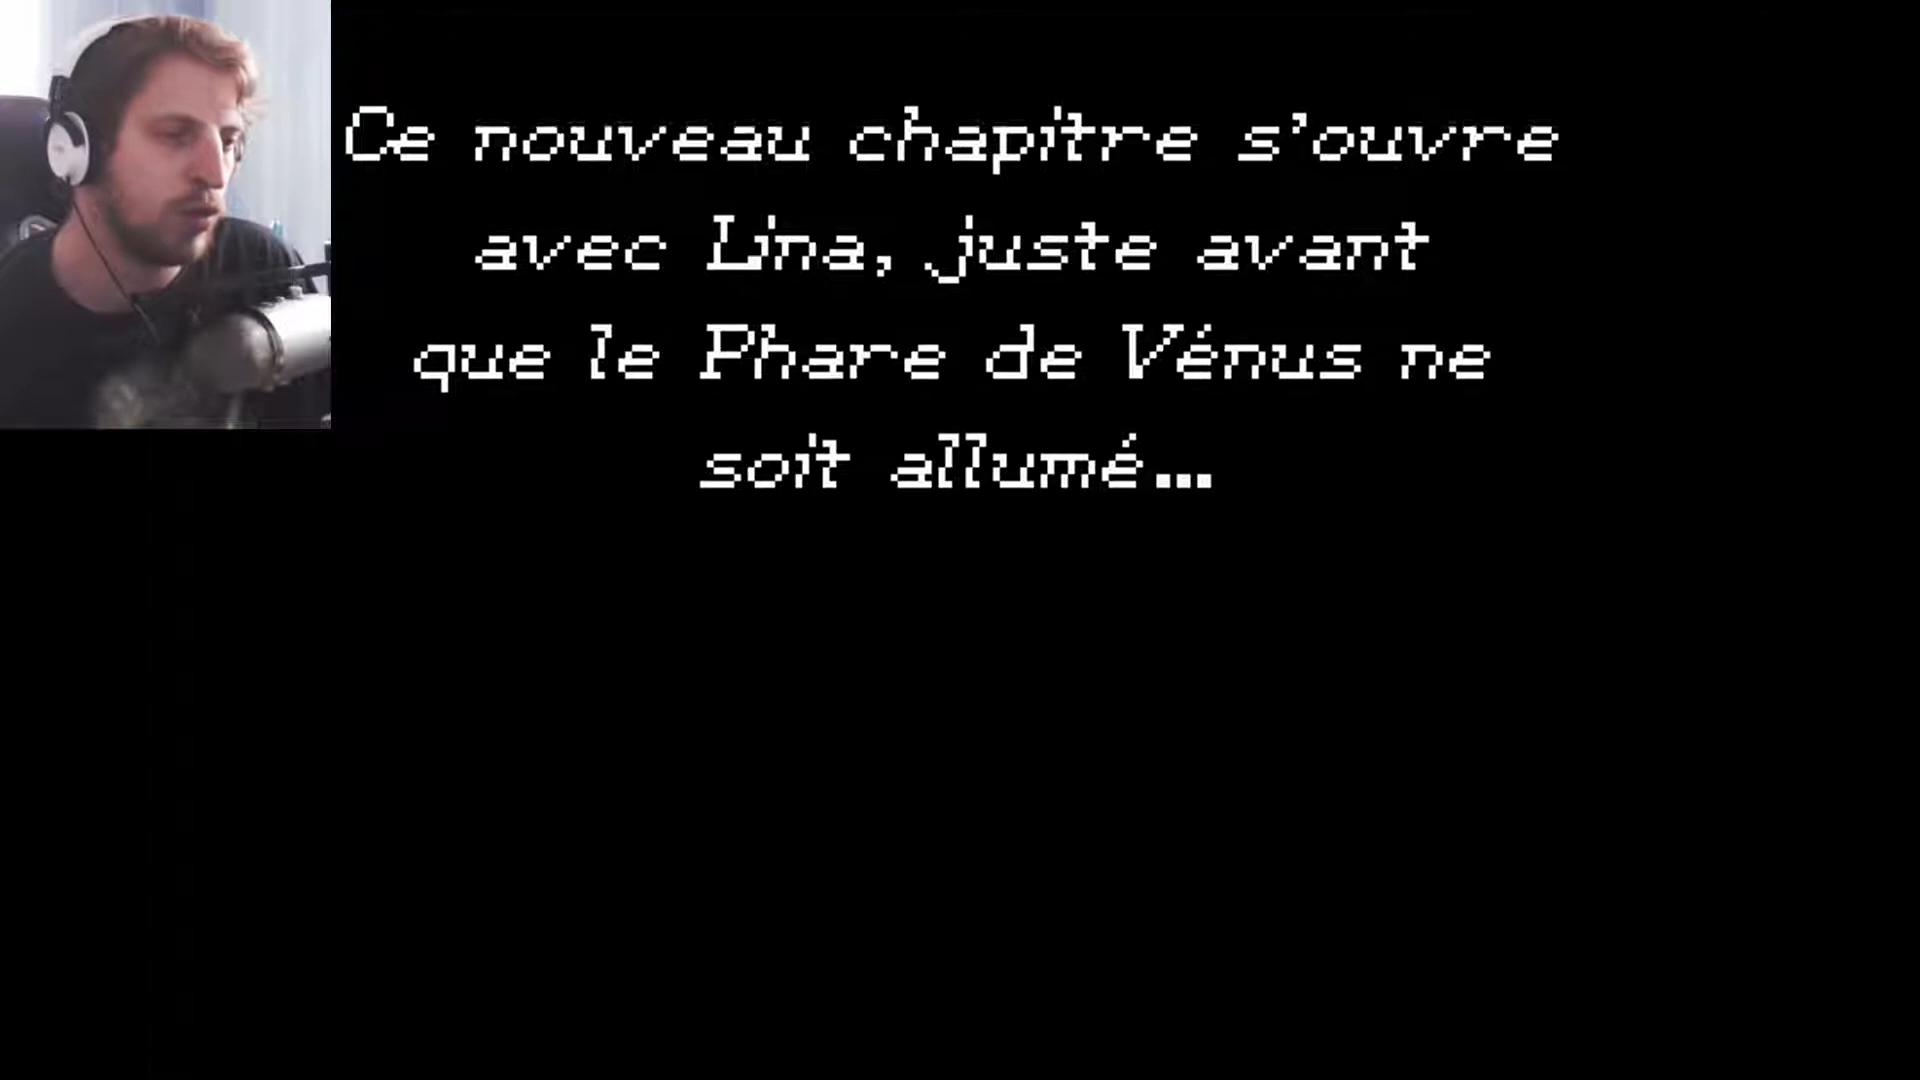 Ce nouveau chapitre s'ouvre
avec Lina, juste avant
que le Phare de Vénus ne
soit allumé...